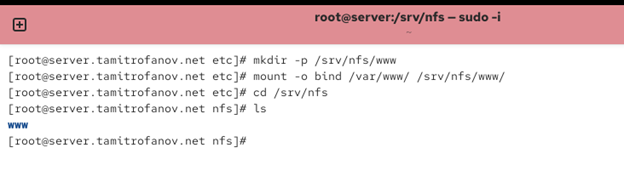 root@server:/srv/nfs — sudo -i
[root@server.tamitrofanov.net etc]# mkdir -p /srv/nfs/www
[root@server.tamitrofanov.net etc]# mount -o bind /var/www/ /srv/nfs/www/
[root@server.tamitrofanov.net etc]# cd /srv/nfs
[root@server.tamitrofanov.net nfs]# ls
www
[root@server.tamitrofanov.net nfs]#